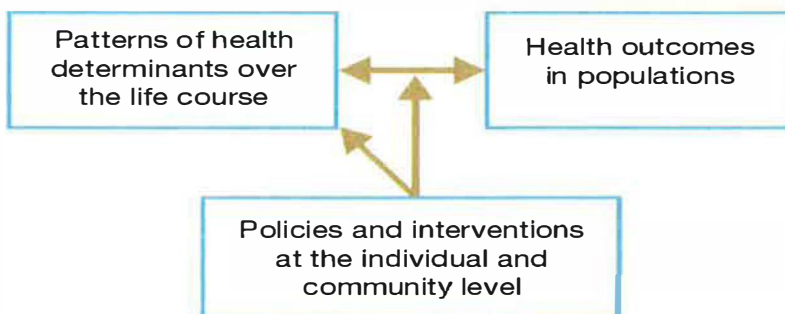 Patterns of health
determinants over
the life course
Health outcomes
in populations
Policies and interventions
at the individual and
community level